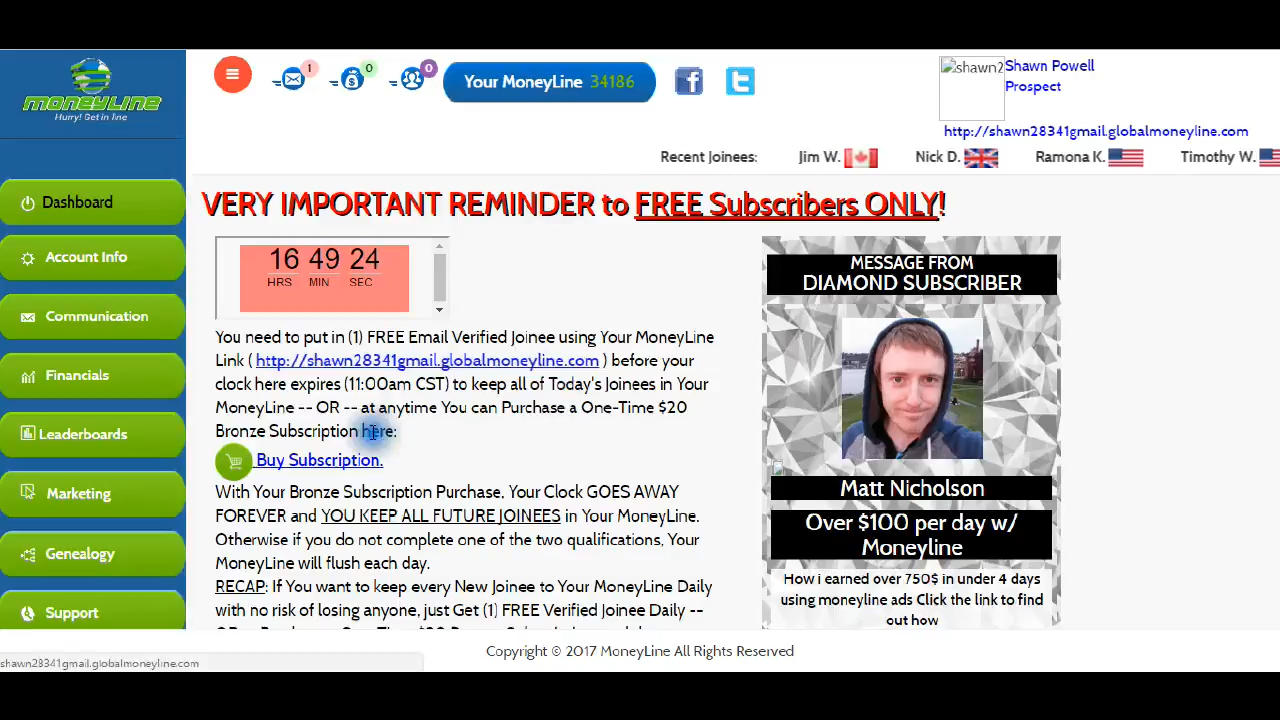 MONEYLINE
Hurry! Get in line
1
0
0
Your MoneyLine 34186
shawn2
Shawn Powell
Prospect
http://shawn28341gmail.globalmoneyline.com
Recent Joinees: Jim W. Nick D. Ramona K. Timothy W.
Dashboard
Account Info
Communication
Financials
Leaderboards
Marketing
Genealogy
Support
VERY IMPORTANT REMINDER to FREE Subscribers ONLY!
16 49 24
HRS MIN SEC
You need to put in (1) FREE Email Verified Joinee using Your MoneyLine
Link ( http://shawn28341gmail.globalmoneyline.com ) before your
clock here expires (11:00am CST) to keep all of Today's Joinees in Your
MoneyLine -- OR -- at anytime You can Purchase a One-Time $20
Bronze Subscription here:
Buy Subscription.
With Your Bronze Subscription Purchase, Your Clock GOES AWAY
FOREVER and YOU KEEP ALL FUTURE JOINEES in Your MoneyLine.
Otherwise if you do not complete one of the two qualifications, Your
MoneyLine will flush each day.
RECAP: If You want to keep every New Joinee to Your MoneyLine Daily
with no risk of losing anyone, just Get (1) FREE Verified Joinee Daily --
MESSAGE FROM
DIAMOND SUBSCRIBER
Matt Nicholson
Over $100 per day w/
Moneyline
How i earned over 750$ in under 4 days
using moneyline ads Click the link to find
out how
Copyright © 2017 MoneyLine All Rights Reserved
shawn28341gmail.globalmoneyline.com